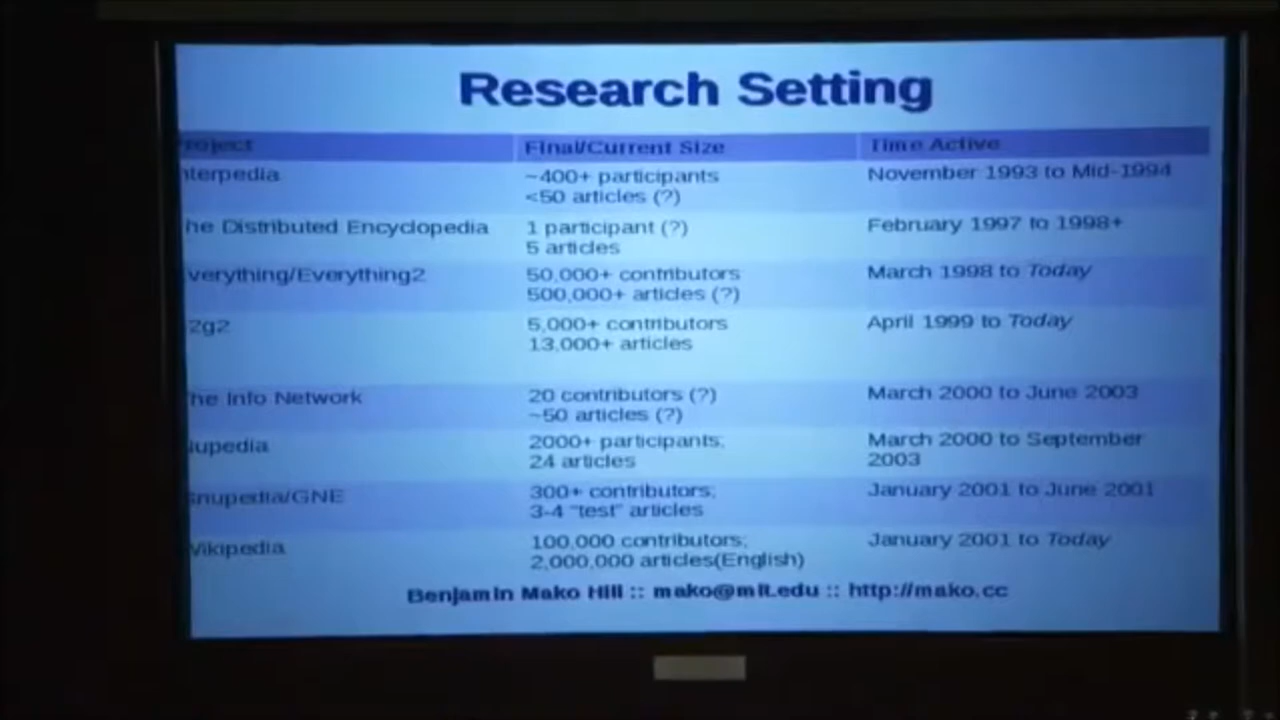 Research Setting
roject Final/Current Size Time Active
nterpedia ~400+ participants November 1993 to Mid-1994
<50 articles (?)
he Distributed Encyclopedia 1 participant (?) February 1997 to 1998+
5 articles
verything/Everything2 50,000+ contributors March 1998 to Today
500,000+ articles (?)
2g2 5,000+ contributors April 1999 to Today
13,000+ articles
he Info Network 20 contributors (?) March 2000 to June 2003
~50 articles (?)
upedia 2000+ participants; March 2000 to September
24 articles 2003
nupedia/GNE 300+ contributors; January 2001 to June 2001
3-4 "test" articles
Wikipedia 100,000 contributors; January 2001 to Today
2,000,000 articles(English)
Benjamin Mako Hill :: mako@mit.edu :: http://mako.cc